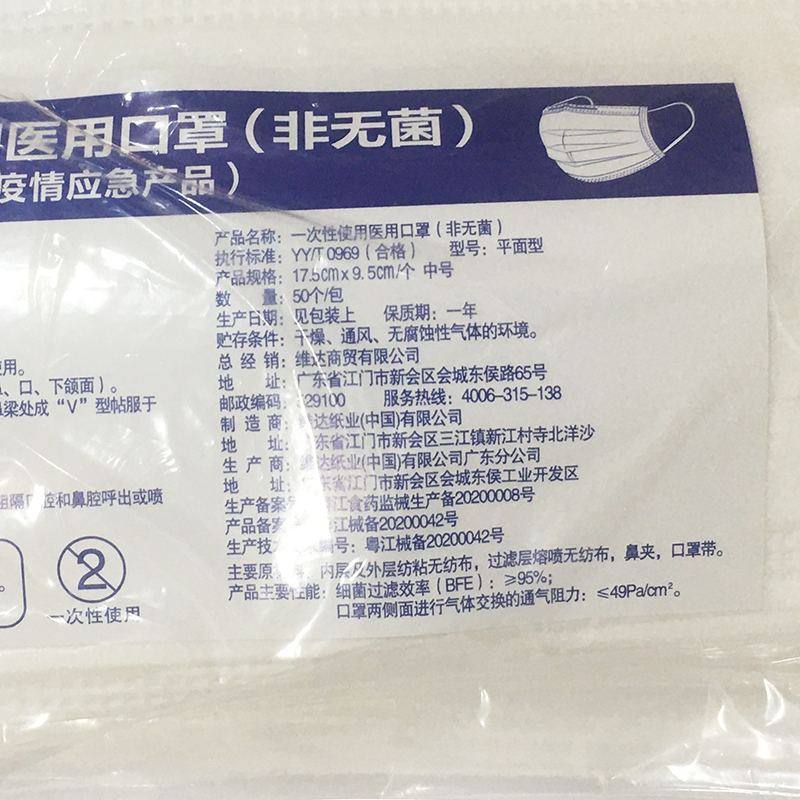 医用口罩（非无菌）
疫情应急产品）
产品名称：一次性使用医用口罩（非无菌）
执行标准：YY/T0969（合格） 型号：平面型
产品规格：17.5cm×9.5cm/个 中号
数 量：50个/包
生产日期：见包装上 保质期：一年
贮存条件：干燥、通风、无腐蚀性气体的环境。
总 经 销：维达商贸有限公司
地 址：广东省江门市新会区会城东侯路65号
邮政编码：529100 服务热线：4006-315-138
制 造 商：维达纸业(中国)有限公司
地 址：广东省江门市新会区三江镇新江村寺北洋沙
生 产 商：维达纸业(中国)有限公司广东分公司
地 址：广东省江门市新会区会城东侯工业开发区
生产备案 江食药监械生产备20200008号
产品备案 江械备20200042号
生产技 编号：粤江械备20200042号
主要原 内层及外层纺粘无纺布，过滤层熔喷无纺布，鼻夹，口罩带。
产品主要性能：细菌过滤效率（BFE）：≥95%；
口罩两侧面进行气体交换的通气阻力：≤49Pa/cm²。
使用。
、口、下颌面）。
梁处成“V”型帖服于
阻隔口腔和鼻腔呼出或喷
。
2
一次性使用